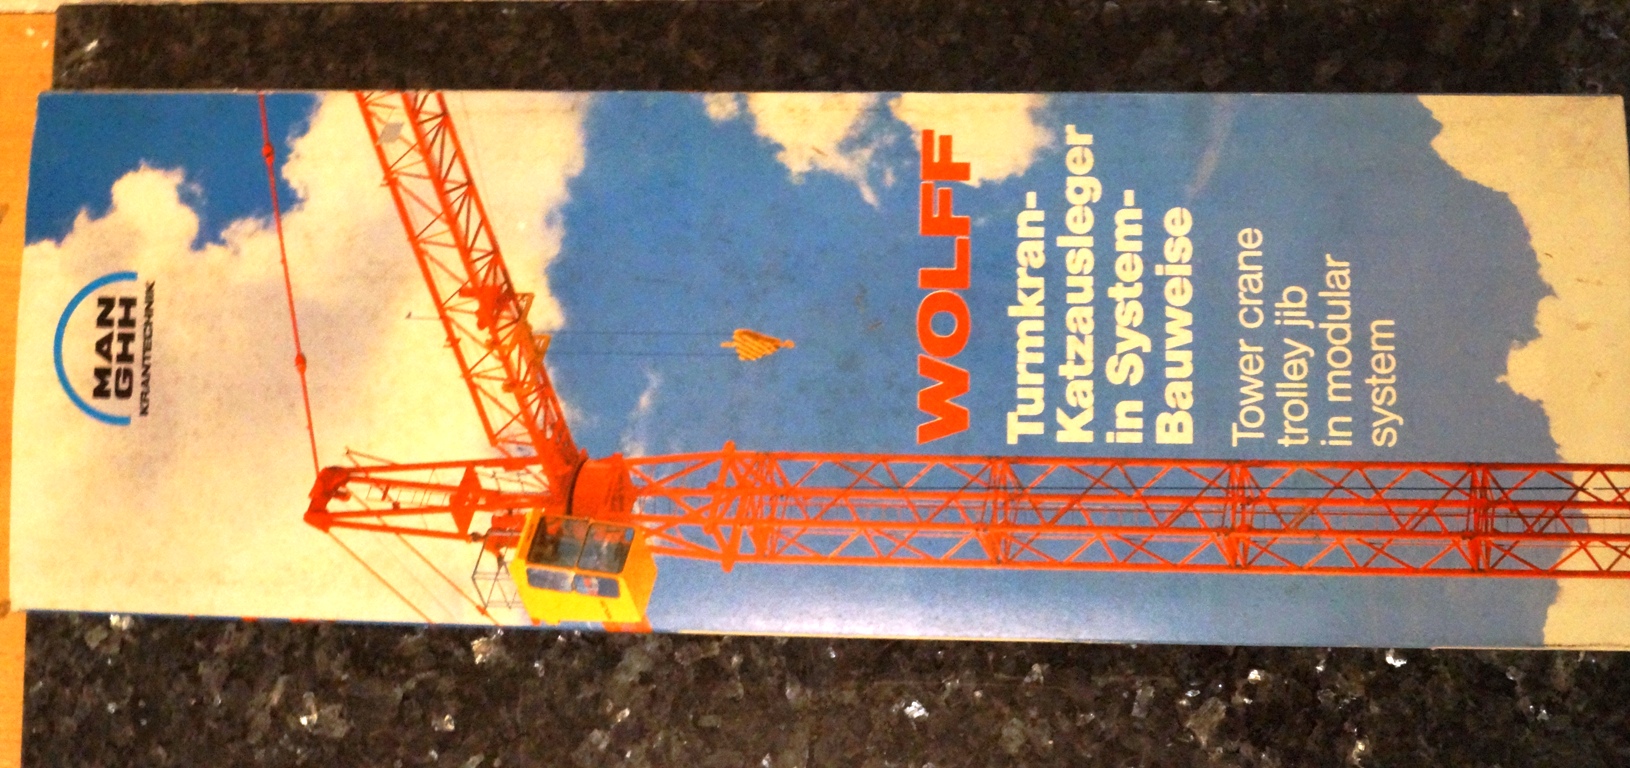 MAN
GHH
KRANTECHNIK
WOLFF
Turmkran-
Katzausleger
in System-
Bauweise
Tower crane
trolley jib
in modular
system